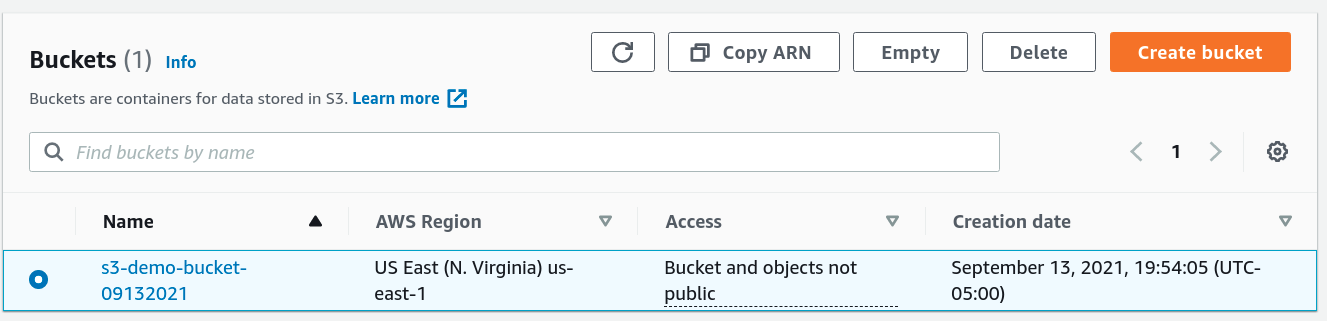 Buckets (1) Info
Copy ARN
Empty
Delete
Create bucket
Buckets are containers for data stored in S3. Learn more
Find buckets by name
1
Name
AWS Region
Access
Creation date
s3-demo-bucket-
09132021
US East (N. Virginia) us-
east-1
Bucket and objects not
public
September 13, 2021, 19:54:05 (UTC-
05:00)